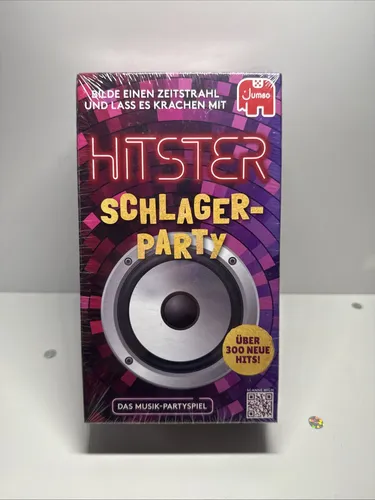 BILDE EINEN ZEITSTRAHL
UND LASS ES KRACHEN MIT
Jumbo
HITSTER
SCHLAGER-
PARTY
ÜBER
300 NEUE
HITS!
DAS MUSIK-PARTYSPIEL